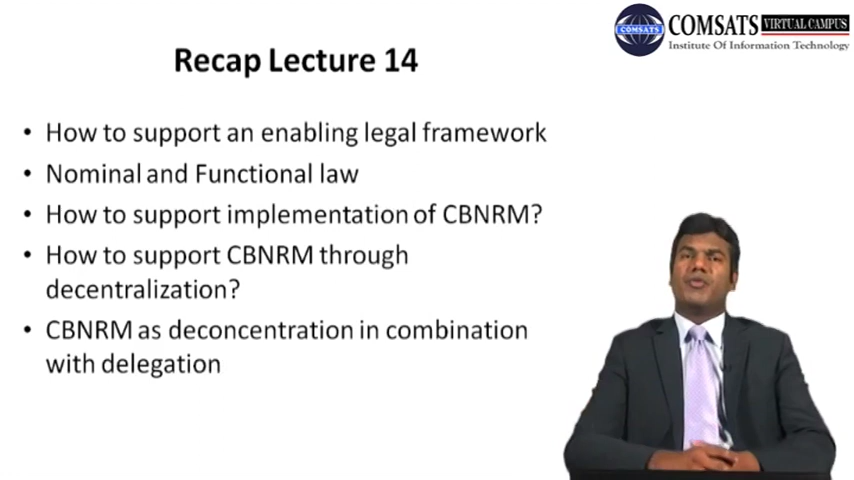 COMSATS VIRTUAL CAMPUS
COMSATS
Institute Of Information Technology
Recap Lecture 14
• How to support an enabling legal framework
• Nominal and Functional law
• How to support implementation of CBNRM?
• How to support CBNRM through
decentralization?
• CBNRM as deconcentration in combination
with delegation